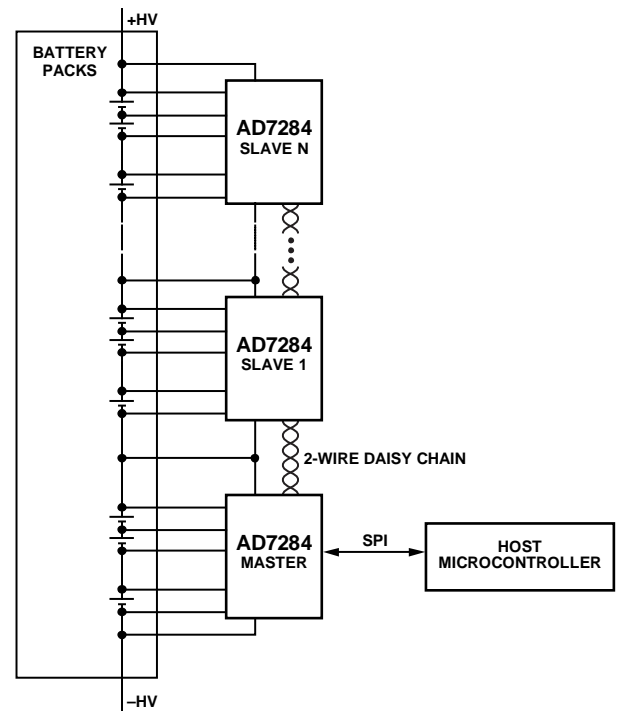 +HV
BATTERY
PACKS
AD7284
SLAVE N
AD7284
SLAVE 1
2-WIRE DAISY CHAIN
AD7284
MASTER
SPI
HOST
MICROCONTROLLER
–HV